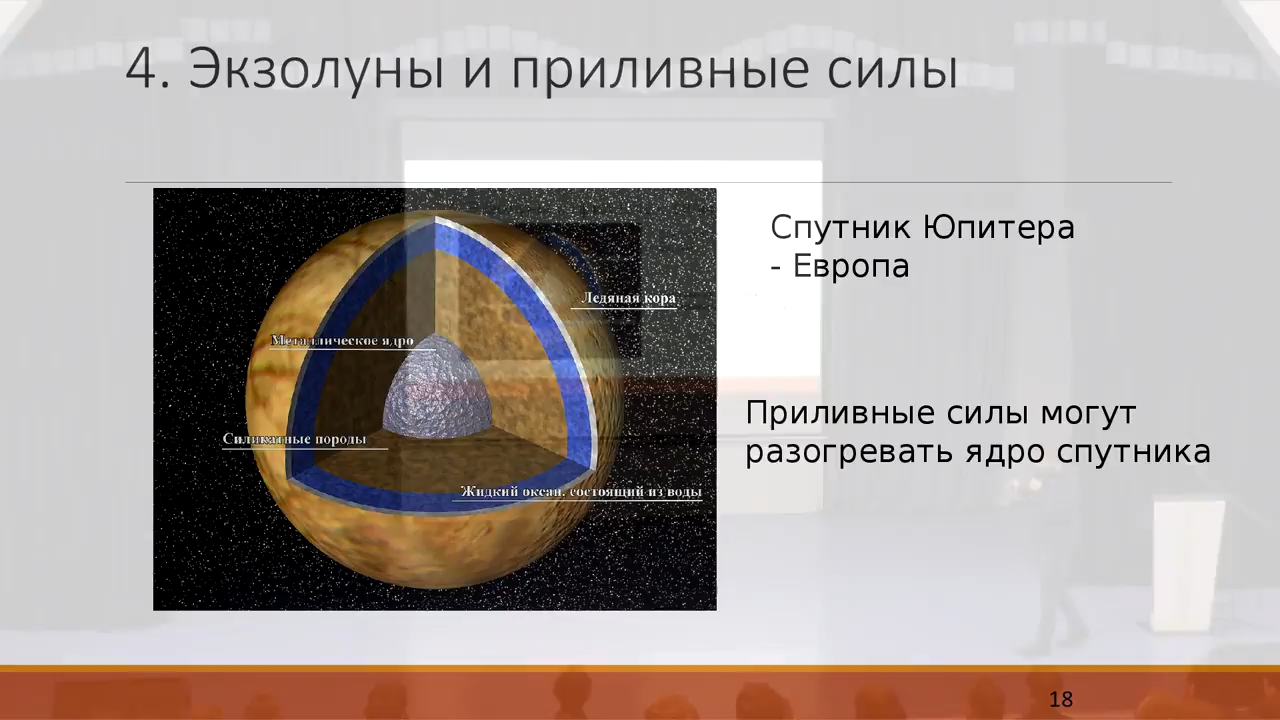 4. Экзолуны и приливные силы
Спутник Юпитера
- Европа
Ледяная кора
Металлическое ядро
Приливные силы могут
разогревать ядро спутника
Силикатные породы
Жидкий океан, состоящий из воды
18